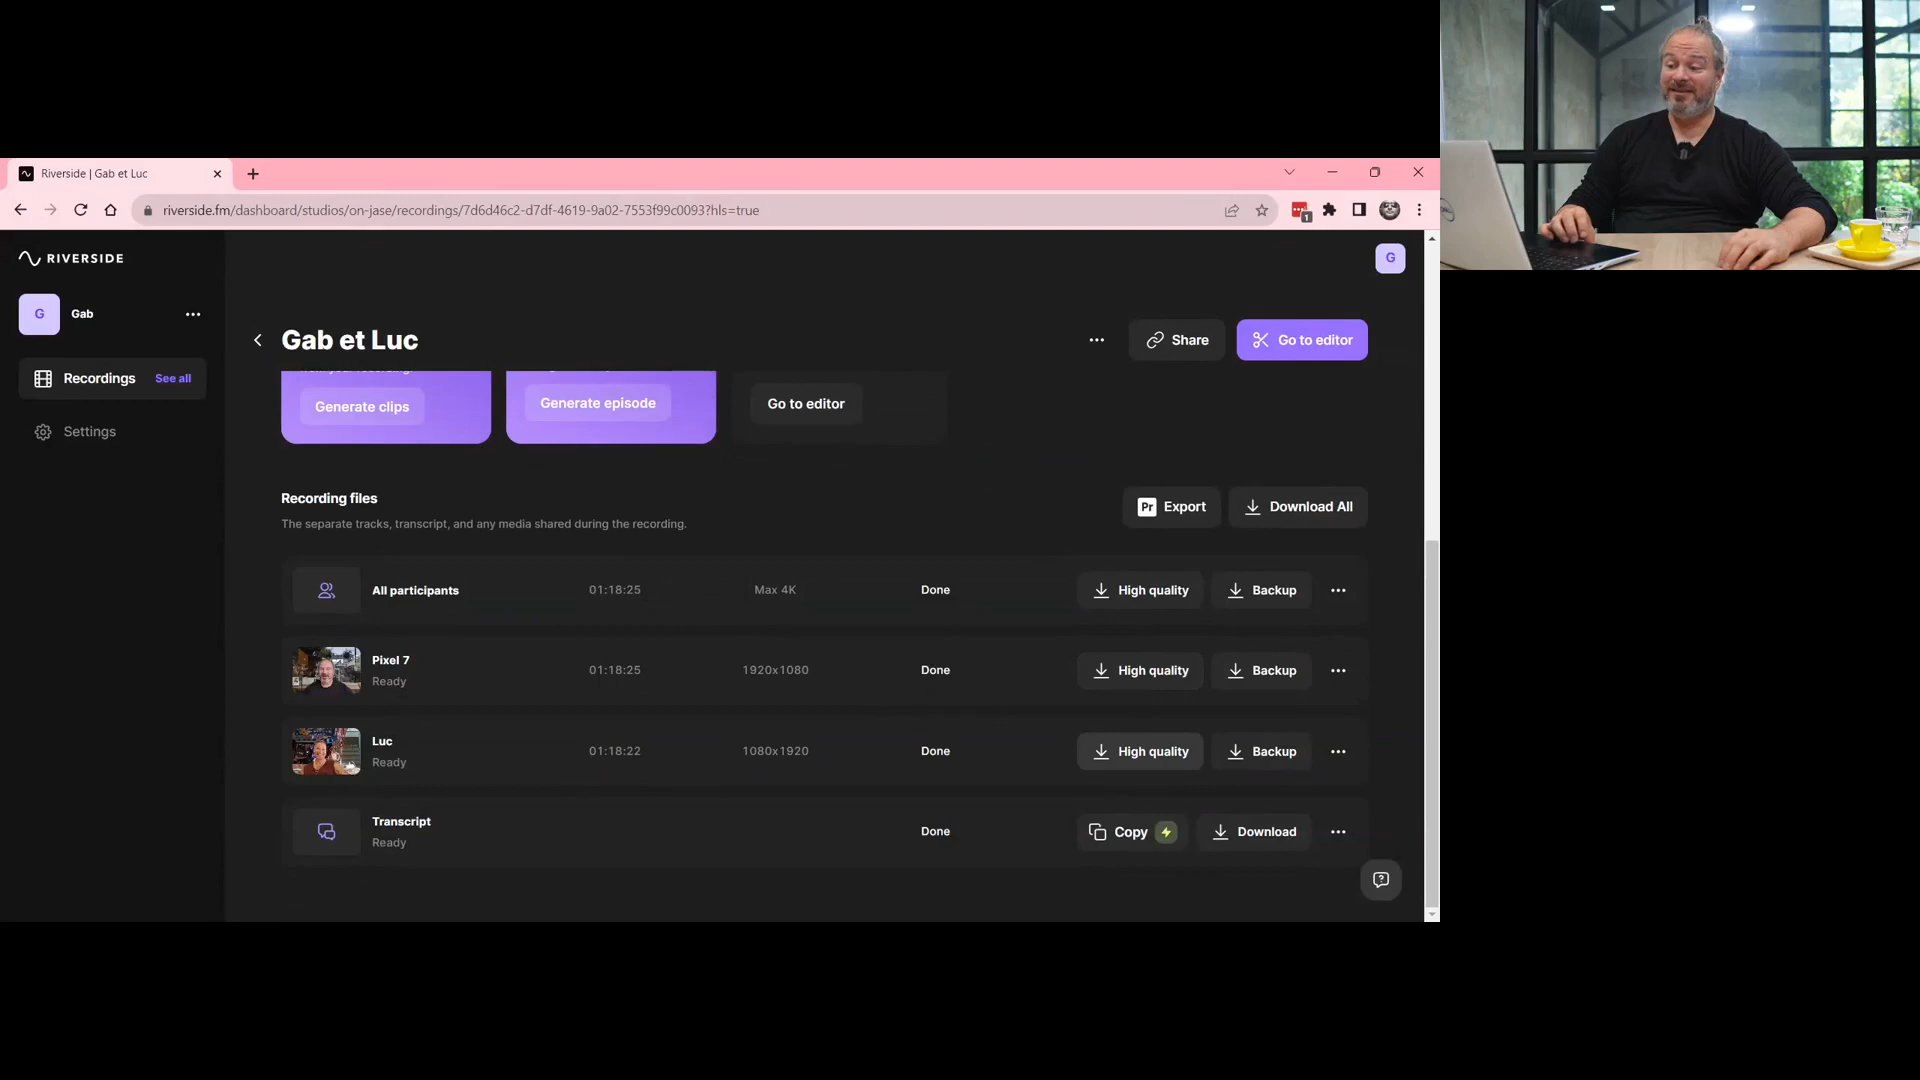 Riverside | Gab et Luc
riverside.fm/dashboard/studios/on-jase/recordings/7d6d46c2-d7df-4619-9a02-7553f99c0093?hls=true
1
RIVERSIDE
G
G
Gab
Recordings
See all
Settings
Gab et Luc
Share
Go to editor
Generate clips
Generate episode
Go to editor
Recording files
The separate tracks, transcript, and any media shared during the recording.
Pr Export
Download All
All participants
01:18:25
Max 4K
Done
High quality
Backup
Pixel 7
Ready
01:18:25
1920x1080
Done
High quality
Backup
Luc
Ready
01:18:22
1080x1920
Done
High quality
Backup
Transcript
Ready
Done
Copy
Download